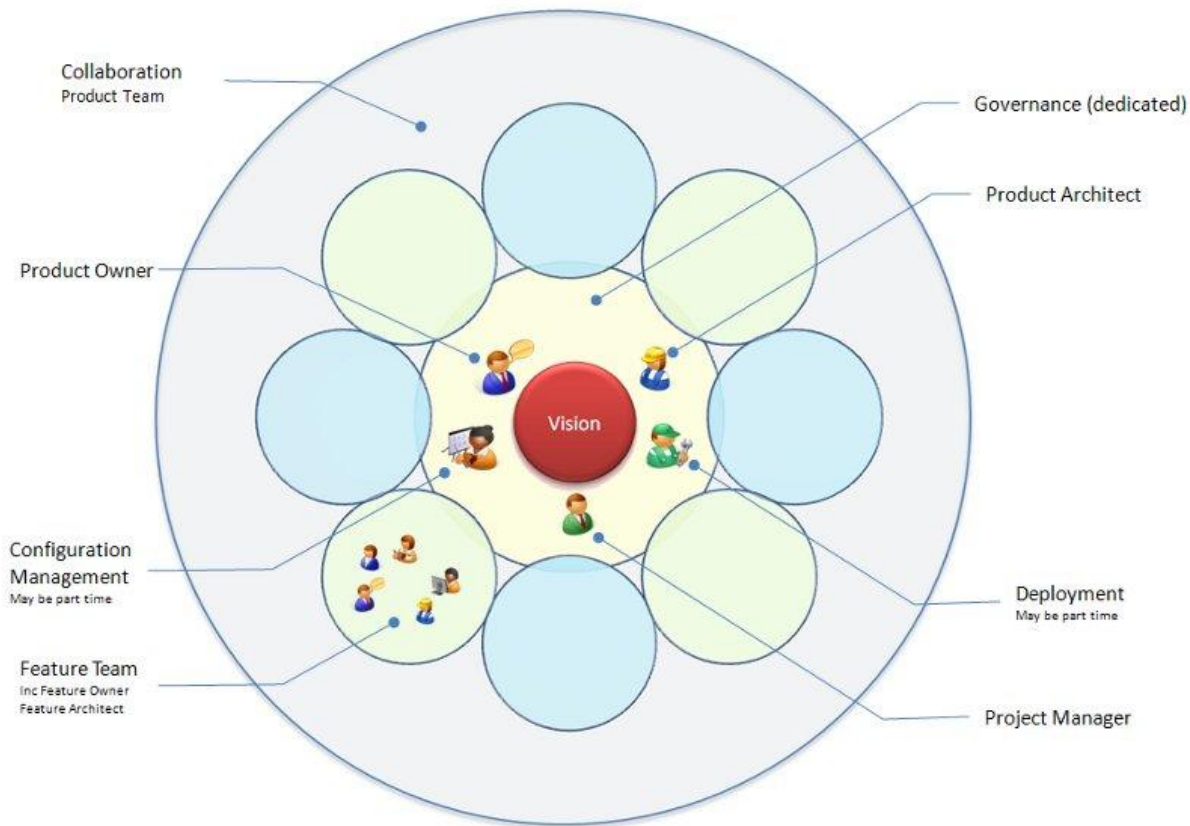 Collaboration
Product Team
Governance (dedicated)
Product Architect
Product Owner
Vision
Configuration
Management
May be part time
Deployment
May be part time
Feature Team
Inc Feature Owner
Feature Architect
Project Manager